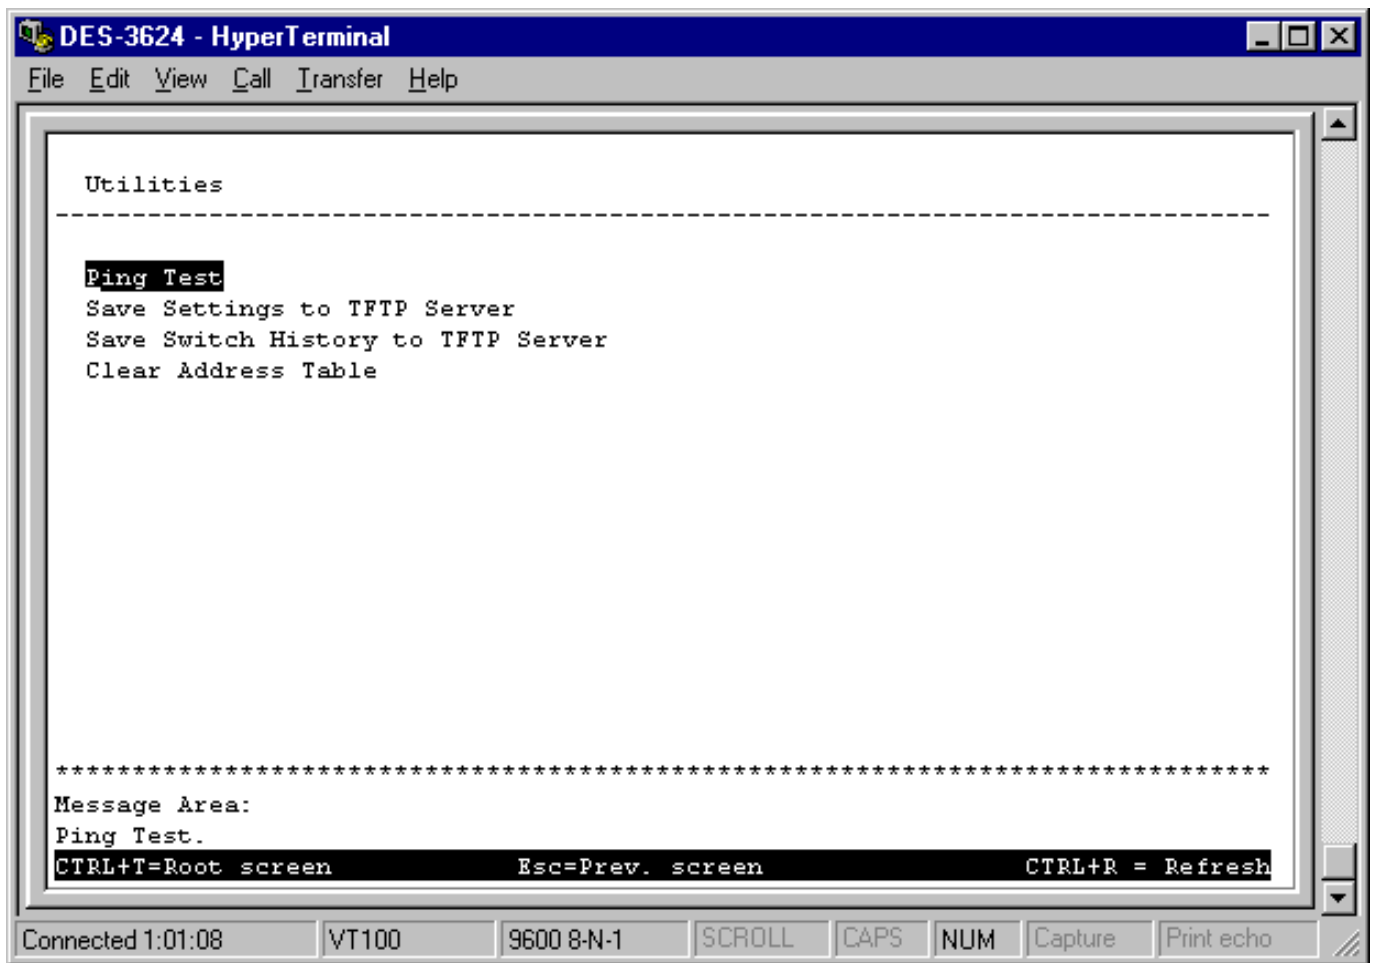 DES-3624 - HyperTerminal
File Edit View Call Transfer Help
Utilities
-------------------------------------------------------------------------------
Ping Test
Save Settings to TFTP Server
Save Switch History to TFTP Server
Clear Address Table
*******************************************************************************
Message Area:
Ping Test.
CTRL+T=Root screen Esc=Prev. screen CTRL+R = Refresh
Connected 1:01:08 VT100 9600 8-N-1 SCROLL CAPS NUM Capture Print echo